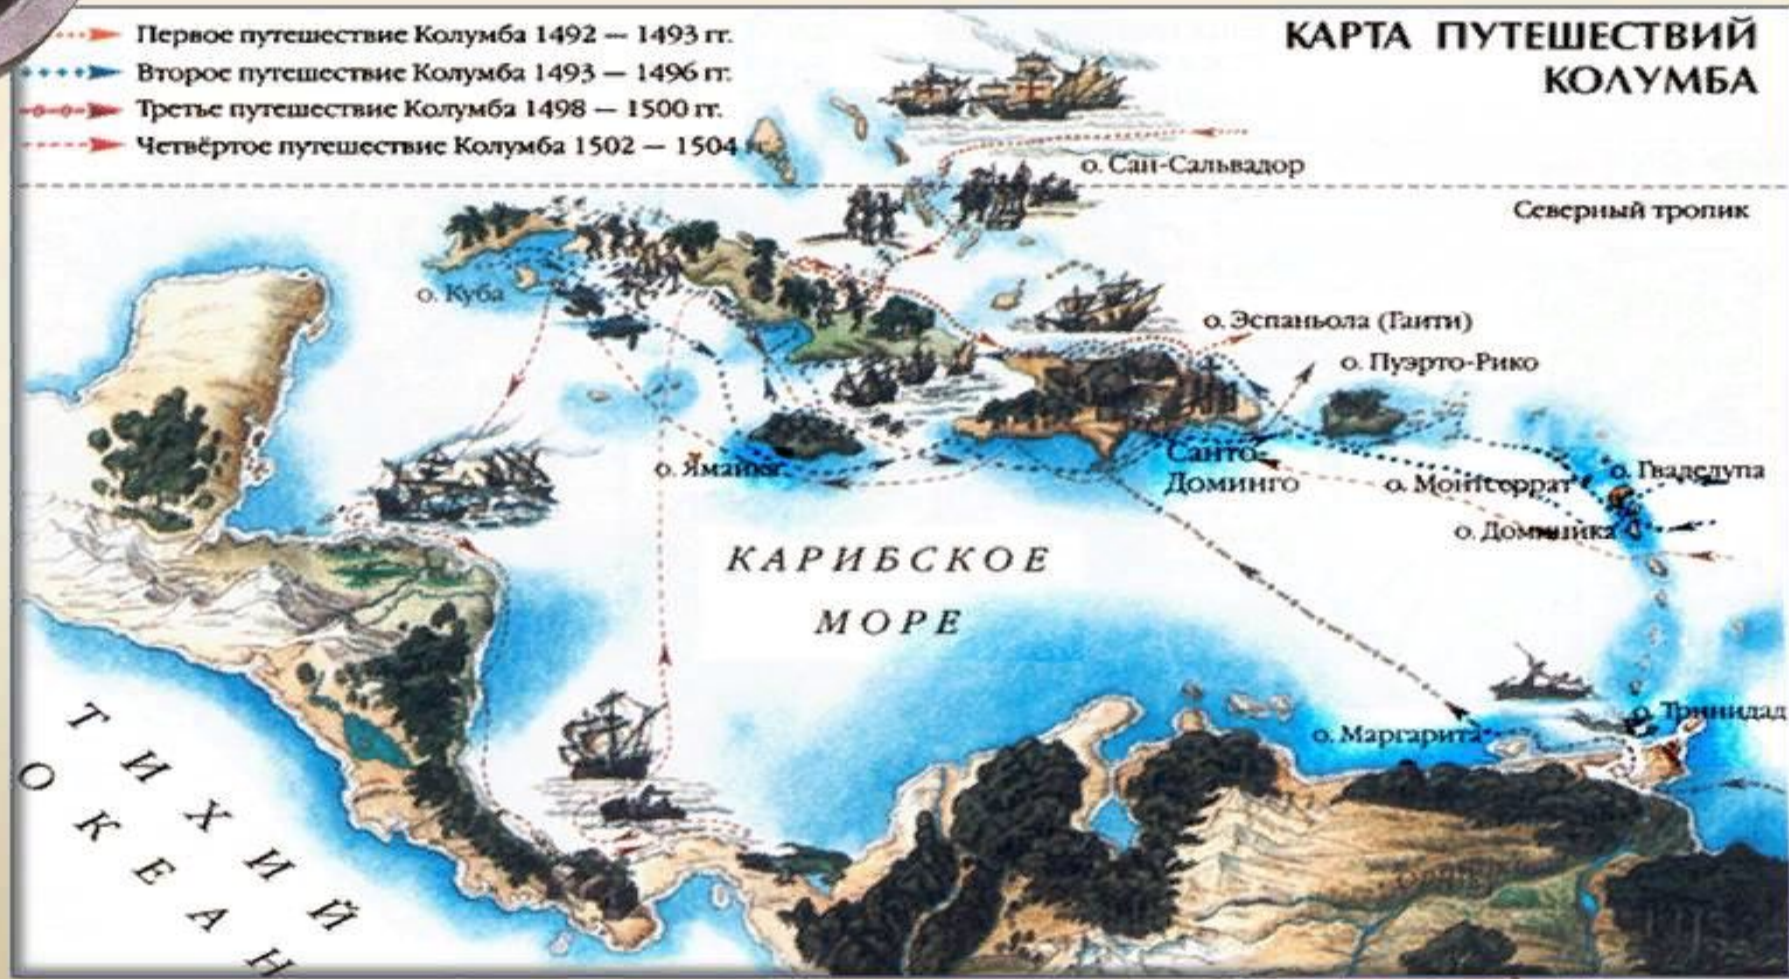 Первое путешествие Колумба 1492 — 1493 гг.
Второе путешествие Колумба 1493 — 1496 гг.
Третье путешествие Колумба 1498 — 1500 гг.
Четвёртое путешествие Колумба 1502 — 1504
КАРТА ПУТЕШЕСТВИЙ
КОЛУМБА
о. Сан-Сальвадор
Северный тропик
о. Куба
о. Эспаньола (Гаити)
о. Пуэрто-Рико
о. Ямайка
Санто-
Доминго
о. Монтсеррат
о. Гваделупа
о. Доминика
КАРИБСКОЕ
МОРЕ
о. Маргарита
о. Тринидад
ТИХИЙ
ОКЕАН